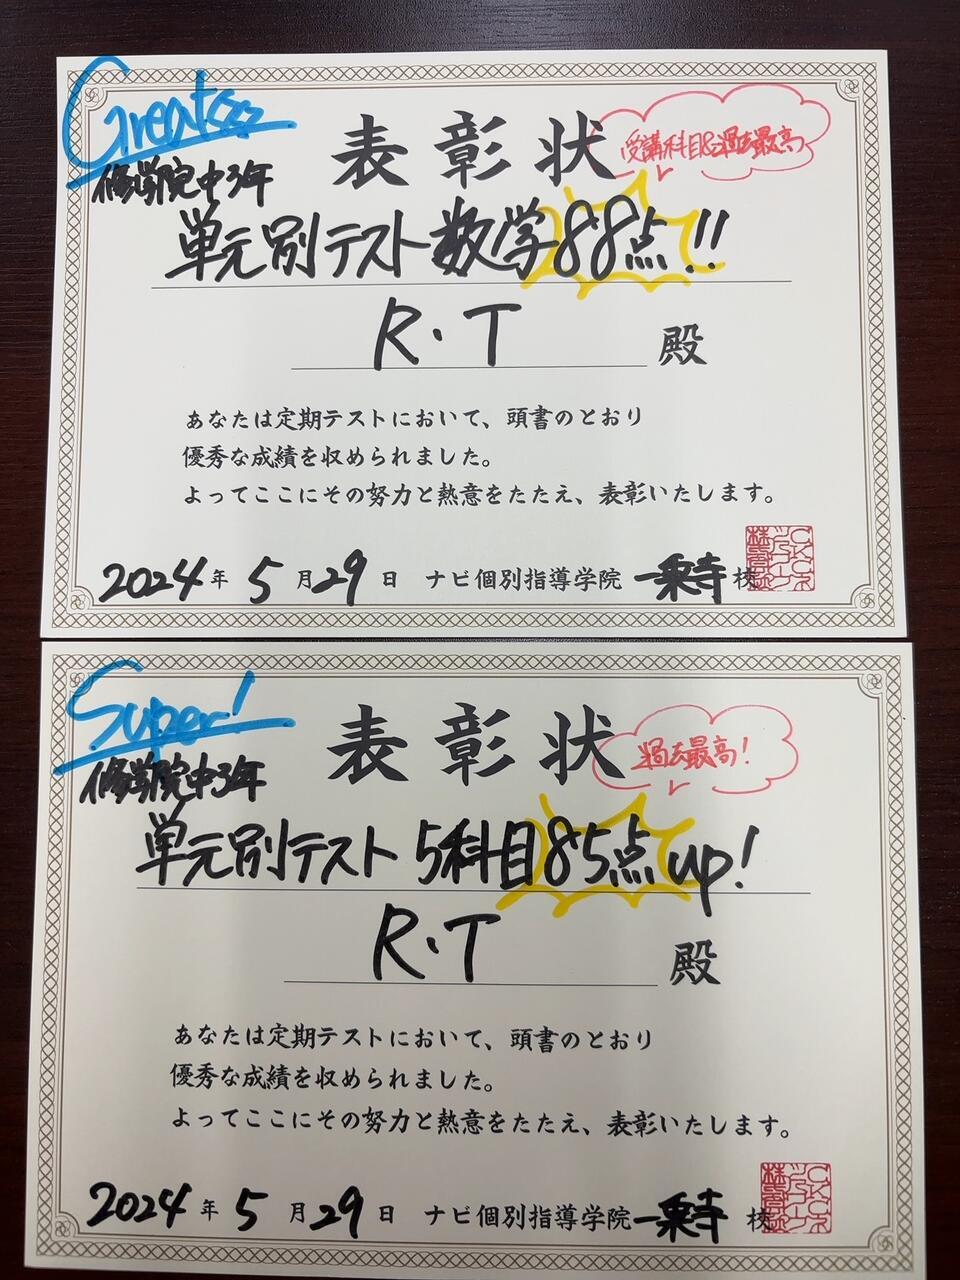 Great
表彰状
受講科目&過去最高
修学院中3年
単元別テスト数学88点!!
R・T 殿
あなたは定期テストにおいて、頭書のとおり
優秀な成績を収められました。
よってここにその努力と熱意をたたえ、表彰いたします。
2024年5月29日 ナビ個別指導学院 一乗寺校
Super!
表彰状
過去最高!
修学院中3年
単元別テスト 5科目85点up!
R・T 殿
あなたは定期テストにおいて、頭書のとおり
優秀な成績を収められました。
よってここにその努力と熱意をたたえ、表彰いたします。
2024年5月29日 ナビ個別指導学院 一乗寺校